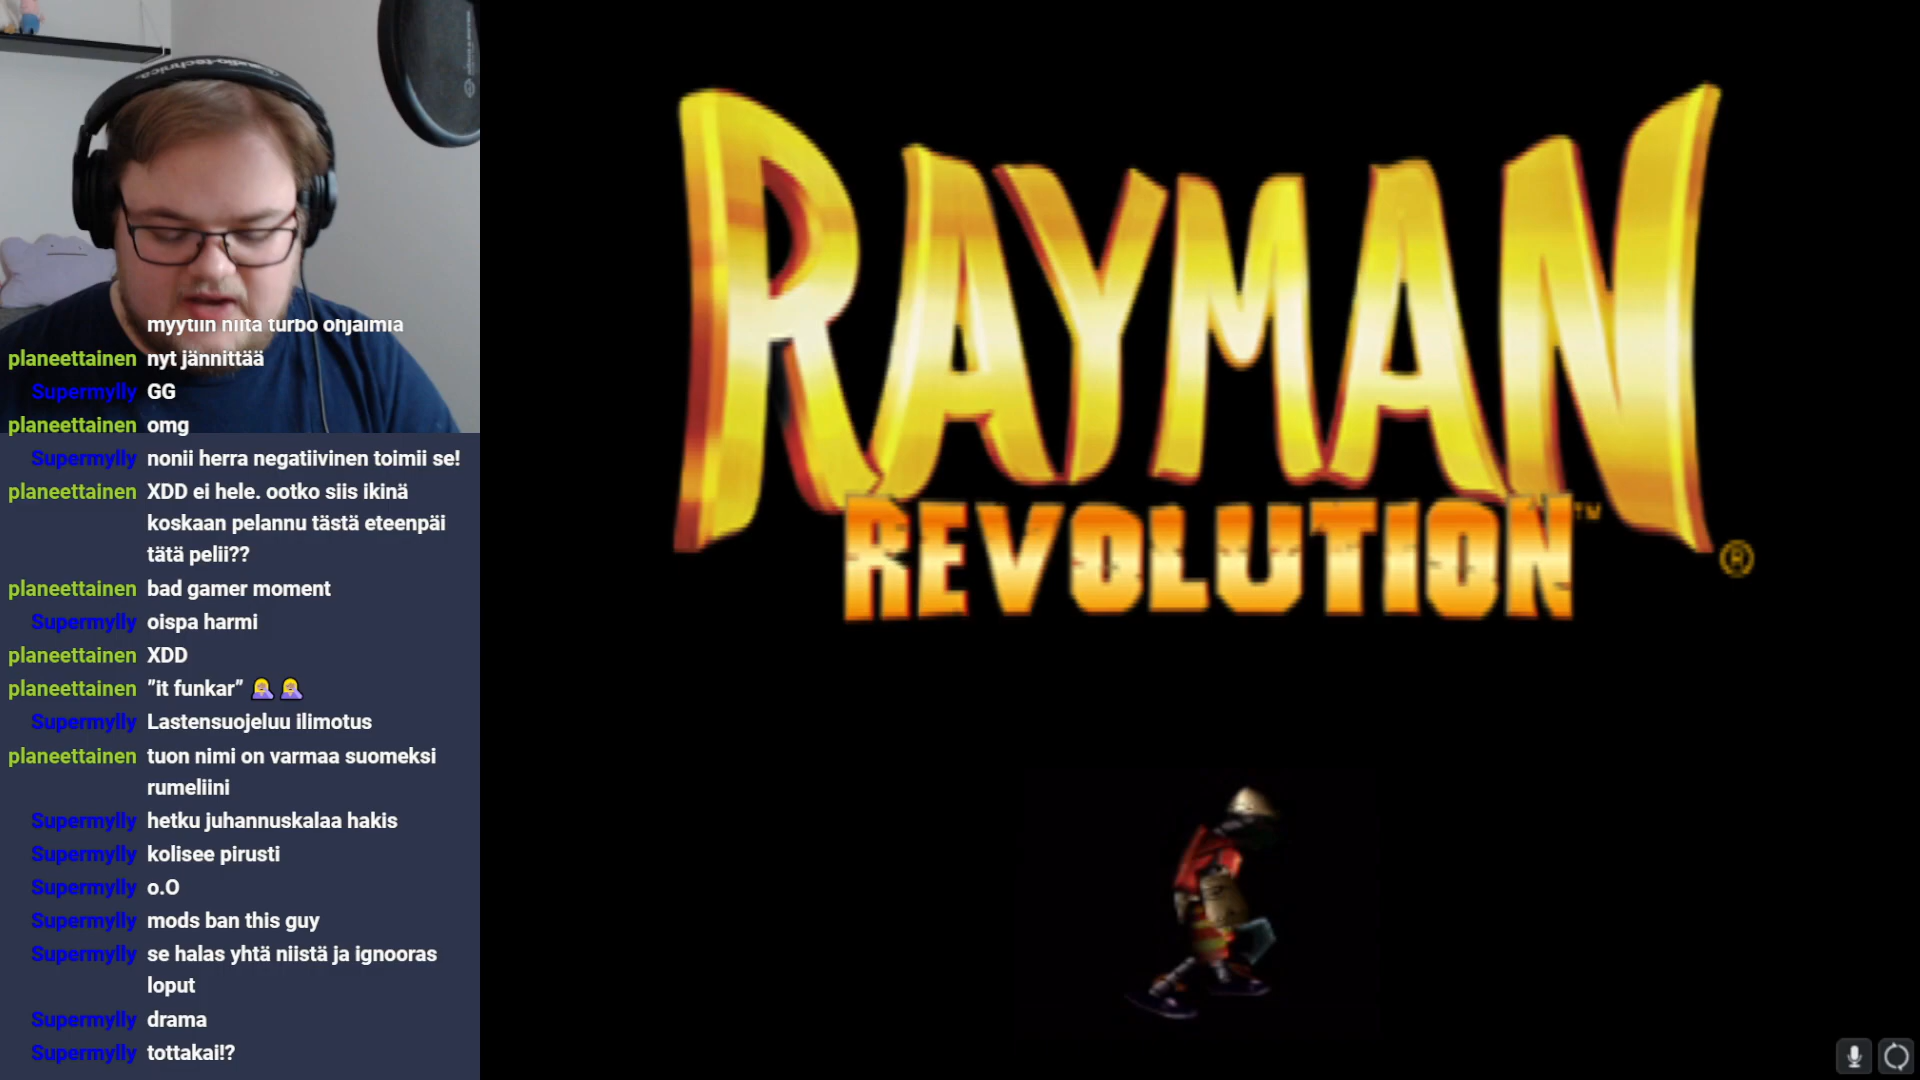 audio-technica
myytiin niitä turbo ohjaimia
planeettainen nyt jännittää
Supermylly GG
planeettainen omg
Supermylly nonii herra negatiivinen toimii se!
planeettainen XDD ei hele. ootko siis ikinä
koskaan pelannu tästä eteenpäi
tätä pelii??
planeettainen bad gamer moment
Supermylly oispa harmi
planeettainen XDD
planeettainen ”it funkar” 🤦‍♀️ 🤦‍♀️
Supermylly Lastensuojeluu ilimotus
planeettainen tuon nimi on varmaa suomeksi
rumeliini
Supermylly hetku juhannuskalaa hakis
Supermylly kolisee pirusti
Supermylly o.O
Supermylly mods ban this guy
Supermylly se halas yhtä niistä ja ignooras
loput
Supermylly drama
Supermylly tottakai!?
RAYMAN ®
REVOLUTION™